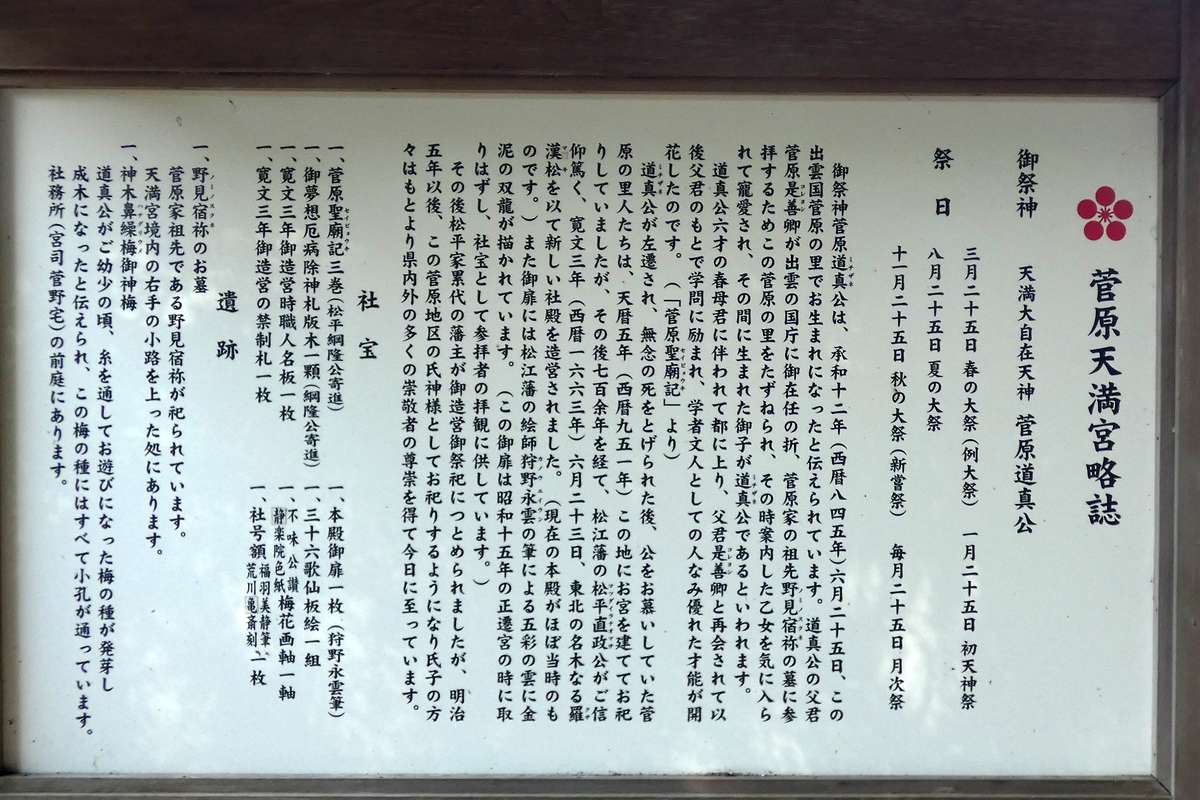 菅原天満宮略誌
御祭神 天満大自在天神 菅原道真公
三月二十五日 春の大祭(例大祭) 一月二十五日 初天神祭
祭日 八月二十五日 夏の大祭
十一月二十五日 秋の大祭(新嘗祭) 毎月二十五日 月次祭
御祭神菅原道真公は、承和十二年(西暦八四五年)六月二十五日、この
出雲国菅原の里でお生まれになったと伝えられています。道真公の父君
菅原是善卿が出雲の国庁に御在任の折、菅原家の祖先野見宿祢の墓に参
拝するためこの菅原の里をたずねられ、その時案内した乙女を気に入ら
れて寵愛され、その間に生まれた御子が道真公であるといわれます。
道真公六才の春母君に伴われて都に上り、父君是善卿と再会されて以
後父君のもとで学問に励まれ、学者文人としての人なみ優れた才能が開
花したのです。(「菅原聖廟記」より)
道真公が左遷され、無念の死をとげられた後、公をお慕いしていた菅
原の里人たちは、天暦五年(西暦九五一年)この地にお宮を建ててお祀
りしていましたが、その後七百余年を経て、松江藩の松平直政公がご信
仰篤く、寛文三年(西暦一六六三年)六月二十三日、東北の名木なる羅
漢松を以て新しい社殿を造営されました。(現在の本殿がほぼ当時のも
のです。)また御扉には松江藩の絵師狩野永雲の筆による五彩の雲に金
泥の双龍が描かれています。(この御扉は昭和十五年の正遷宮の時に取
りはずし、社宝として参拝者の拝観に供しています。)
その後松平家累代の藩主が御造営御祭祀につとめられましたが、明治
五年以後、この菅原地区の氏神様としてお祀りするようになり氏子の方
々はもとより県内外の多くの崇敬者の尊崇を得て今日に至っています。
社宝
一、菅原聖廟記三巻(松平綱隆公寄進) 一、本殿御扉一枚(狩野永雲筆)
一、御夢想厄病除神札版木一顆(綱隆公寄進) 一、三十六歌仙板絵一組
一、寛文三年御造営時職人名板一枚 一、不味公讃静楽院色紙梅花画軸一軸
一、寛文三年御造営の禁制札一枚 一、社号額福羽美静筆荒川亀斎刻一枚
遺跡
一、野見宿祢のお墓
菅原家祖先である野見宿祢が祀られています。
天満宮境内の右手の小路を上った処にあります。
一、神木鼻繰梅御神梅
道真公がご幼少の頃、糸を通してお遊びになった梅の種が発芽し
成木になったと伝えられ、この梅の種にはすべて小孔が通っています。
社務所(宮司菅野宅)の前庭にあります。